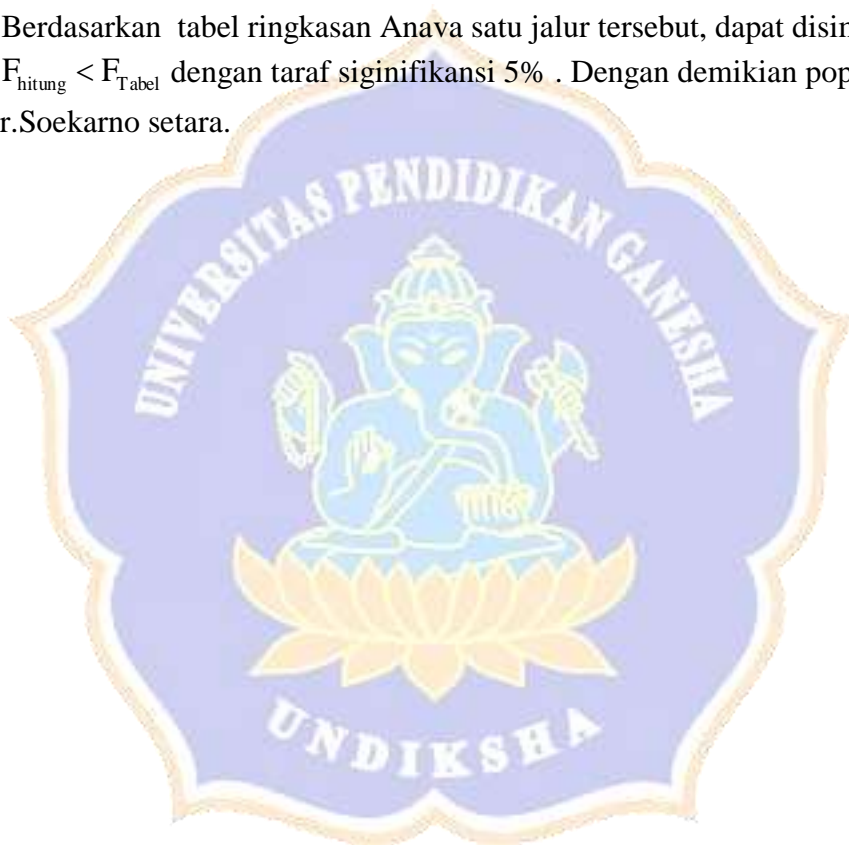 Berdasarkan tabel ringkasan Anava satu jalur tersebut, dapat disin
F_hitung < F_Tabel dengan taraf siginifikansi 5% . Dengan demikian pop
r.Soekarno setara.
UNIVERSITAS PENDIDIKAN GANESHA
UNDIKSHA